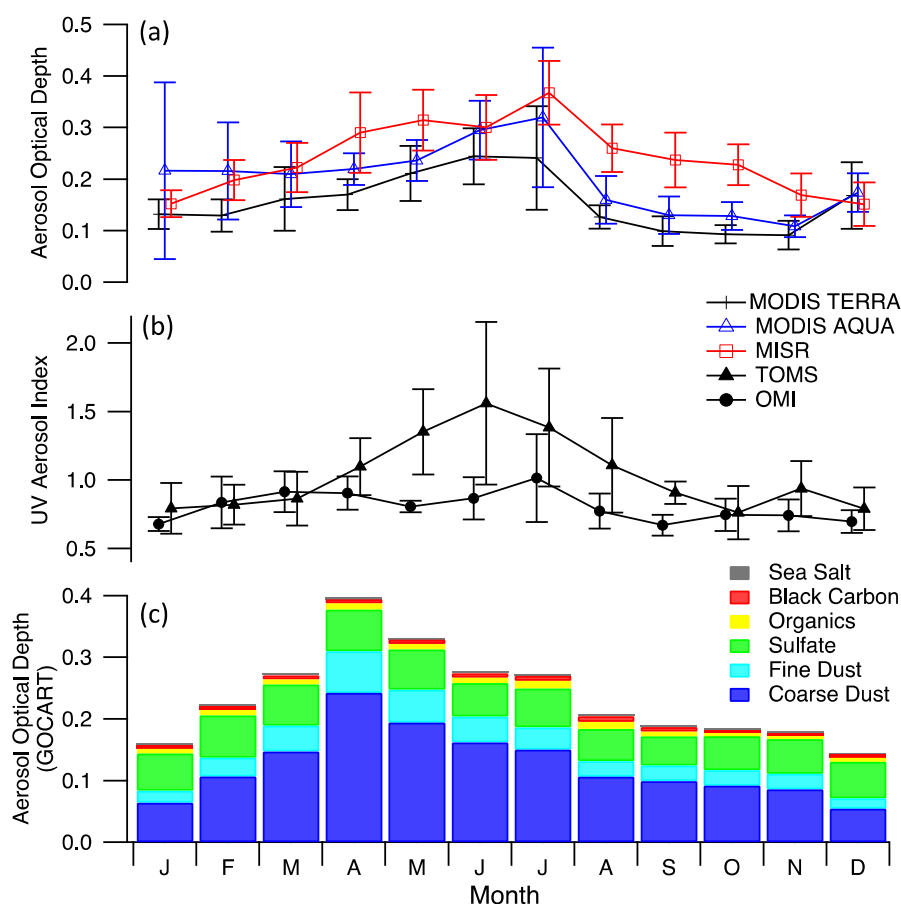 (a)
Aerosol Optical Depth
0.5
0.4
0.3
0.2
0.1
0.0
MODIS TERRA
MODIS AQUA
MISR
TOMS
OMI
(b)
UV Aerosol Index
2.0
1.5
1.0
0.5
Sea Salt
Black Carbon
Organics
Sulfate
Fine Dust
Coarse Dust
(c)
Aerosol Optical Depth
(GOCART)
0.4
0.3
0.2
0.1
0.0
J F M A M J J A S O N D
Month